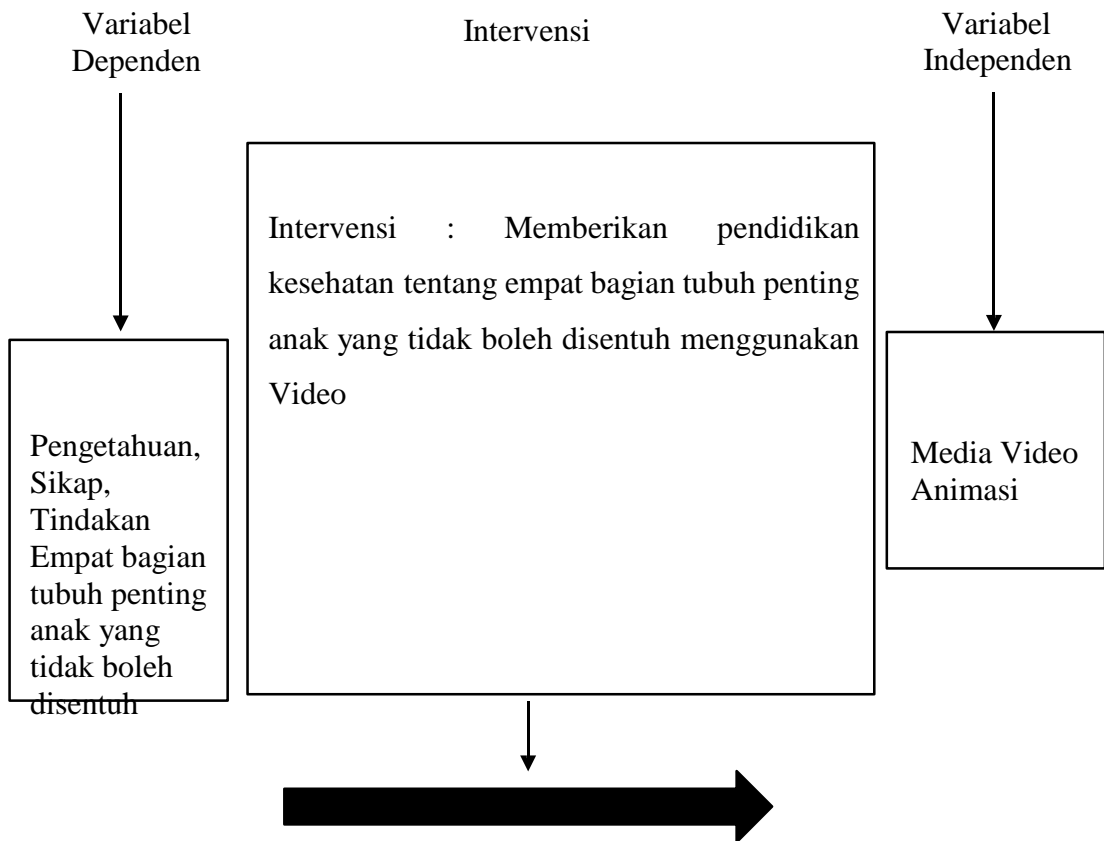 Variabel
Dependen
Intervensi
Variabel
Independen
Intervensi : Memberikan pendidikan
kesehatan tentang empat bagian tubuh penting
anak yang tidak boleh disentuh menggunakan
Video
Pengetahuan,
Sikap,
Tindakan
Empat bagian
tubuh penting
anak yang
tidak boleh
disentuh
Media Video
Animasi